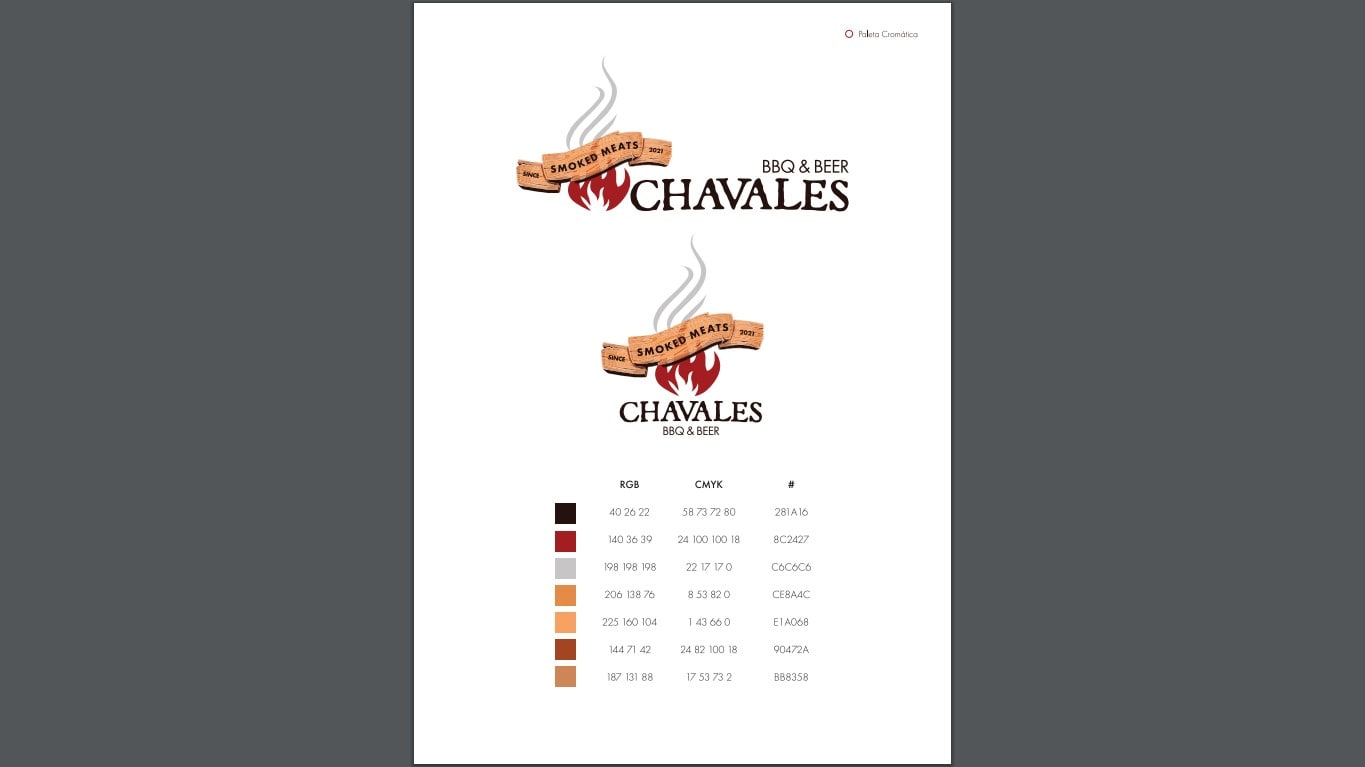 Paleta Cromática
SINCE
SMOKED MEATS
2021
BBQ & BEER
CHAVALES
SINCE
SMOKED MEATS
2021
CHAVALES
BBQ & BEER
RGB CMYK #
40 26 22 58 73 72 80 281A16
140 36 39 24 100 100 18 8C2427
198 198 198 22 17 17 0 C6C6C6
206 138 76 8 53 82 0 CE8A4C
225 160 104 1 43 66 0 E1A068
144 71 42 24 82 100 18 90472A
187 131 88 17 53 73 2 BB8358